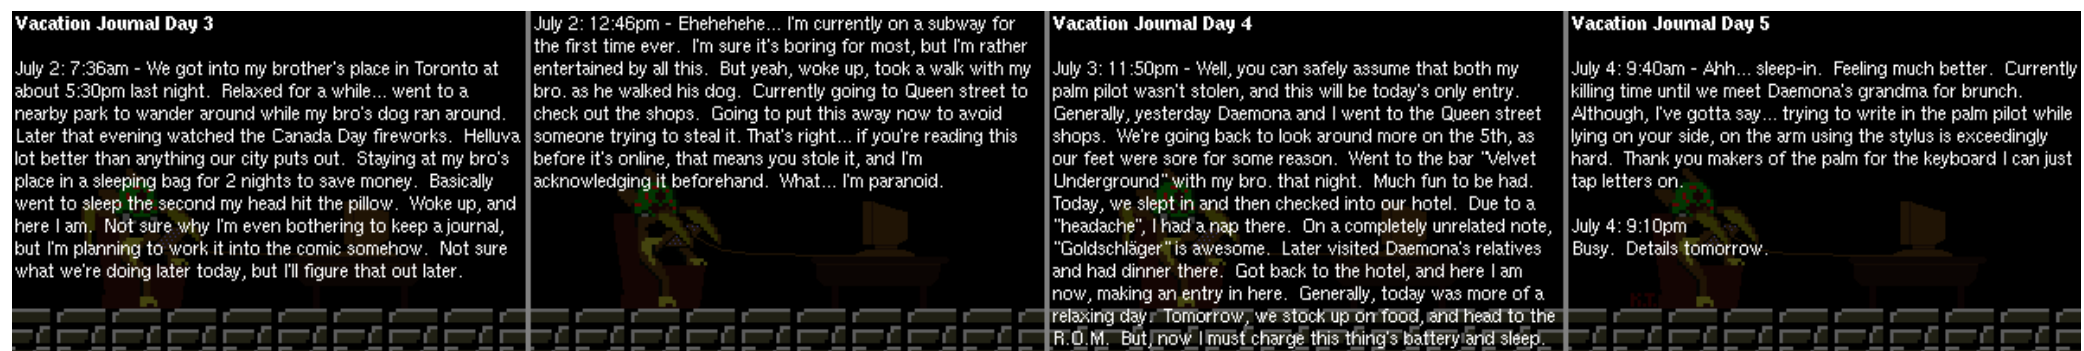 Vacation Journal Day 3
July 2: 7:36am - We got into my brother's place in Toronto at
about 5:30pm last night.  Relaxed for a while... went to a
nearby park to wander around while my bro's dog ran around.
Later that evening watched the Canada Day fireworks.  Helluva
lot better than anything our city puts out.  Staying at my bro's
place in a sleeping bag for 2 nights to save money.  Basically
went to sleep the second my head hit the pillow.  Woke up, and
here I am.  Not sure why I'm even bothering to keep a journal,
but I'm planning to work it into the comic somehow.  Not sure
what we're doing later today, but I'll figure that out later.
July 2: 12:46pm - Ehehehehe... I'm currently on a subway for
the first time ever.  I'm sure it's boring for most, but I'm rather
entertained by all this.  But yeah, woke up, took a walk with my
bro. as he walked his dog.  Currently going to Queen street to
check out the shops.  Going to put this away now to avoid
someone trying to steal it. That's right... if you're reading this
before it's online, that means you stole it, and I'm
acknowledging it beforehand.  What... I'm paranoid.
Vacation Journal Day 4
July 3: 11:50pm - Well, you can safely assume that both my
palm pilot wasn't stolen, and this will be today's only entry.
Generally, yesterday Daemona and I went to the Queen street
shops.  We're going back to look around more on the 5th, as
our feet were sore for some reason.  Went to the bar "Velvet
Underground" with my bro. that night.  Much fun to be had.
Today, we slept in and then checked into our hotel.  Due to a
"headache", I had a nap there.  On a completely unrelated note,
"Goldschläger" is awesome.  Later visited Daemona's relatives
and had dinner there.  Got back to the hotel, and here I am
now, making an entry in here.  Generally, today was more of a
relaxing day.  Tomorrow, we stock up on food, and head to the
R.O.M.  But, now I must charge this thing's battery and sleep.
Vacation Journal Day 5
July 4: 9:40am - Ahh... sleep-in.  Feeling much better.  Currently
killing time until we meet Daemona's grandma for brunch.
Although, I've gotta say... trying to write in the palm pilot while
lying on your side, on the arm using the stylus is exceedingly
hard.  Thank you makers of the palm for the keyboard I can just
tap letters on.
July 4: 9:10pm
Busy.  Details tomorrow.
K.T.